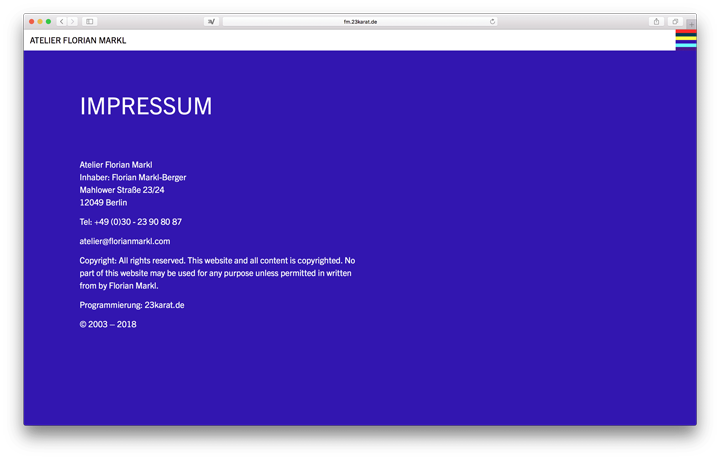 fm.23karat.de
ATELIER FLORIAN MARKL
IMPRESSUM
Atelier Florian Markl
Inhaber: Florian Markl-Berger
Mahlower Straße 23/24
12049 Berlin
Tel: +49 (0)30 - 23 90 80 87
atelier@florianmarkl.com
Copyright: All rights reserved. This website and all content is copyrighted. No
part of this website may be used for any purpose unless permitted in written
from by Florian Markl.
Programmierung: 23karat.de
© 2003 – 2018